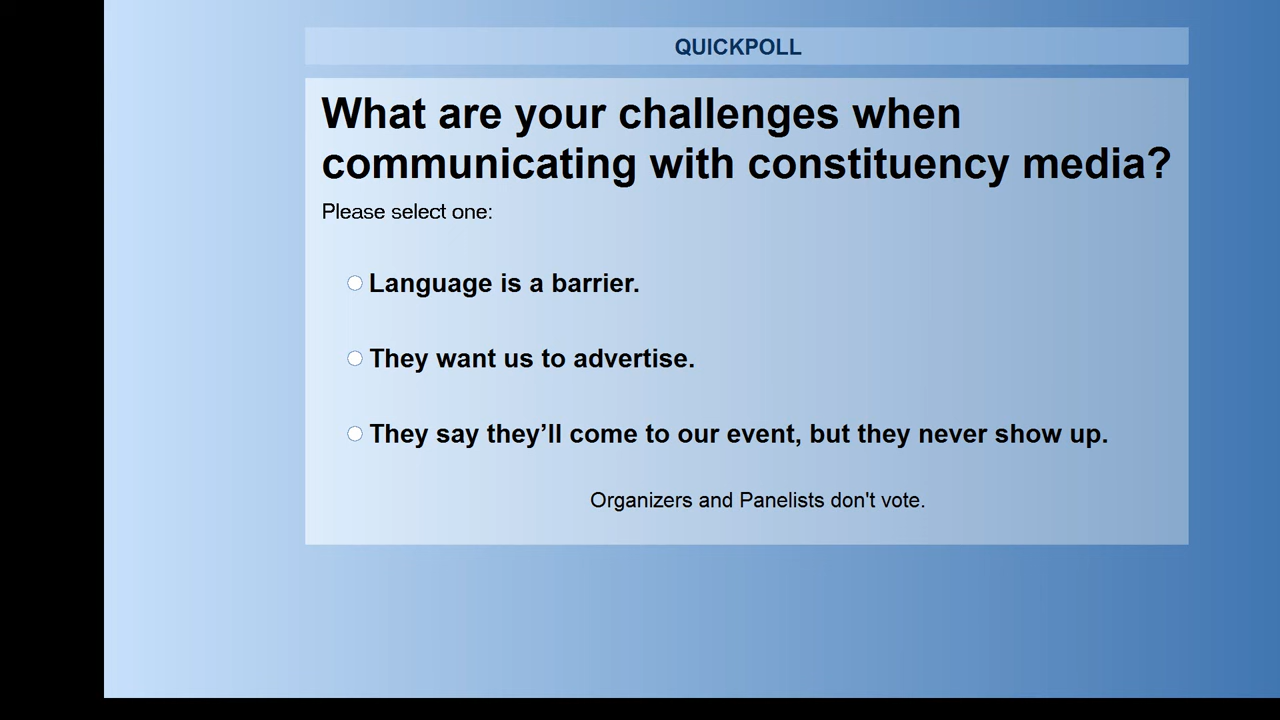 QUICKPOLL
What are your challenges when
communicating with constituency media?
Please select one:
Language is a barrier.
They want us to advertise.
They say they’ll come to our event, but they never show up.
Organizers and Panelists don't vote.